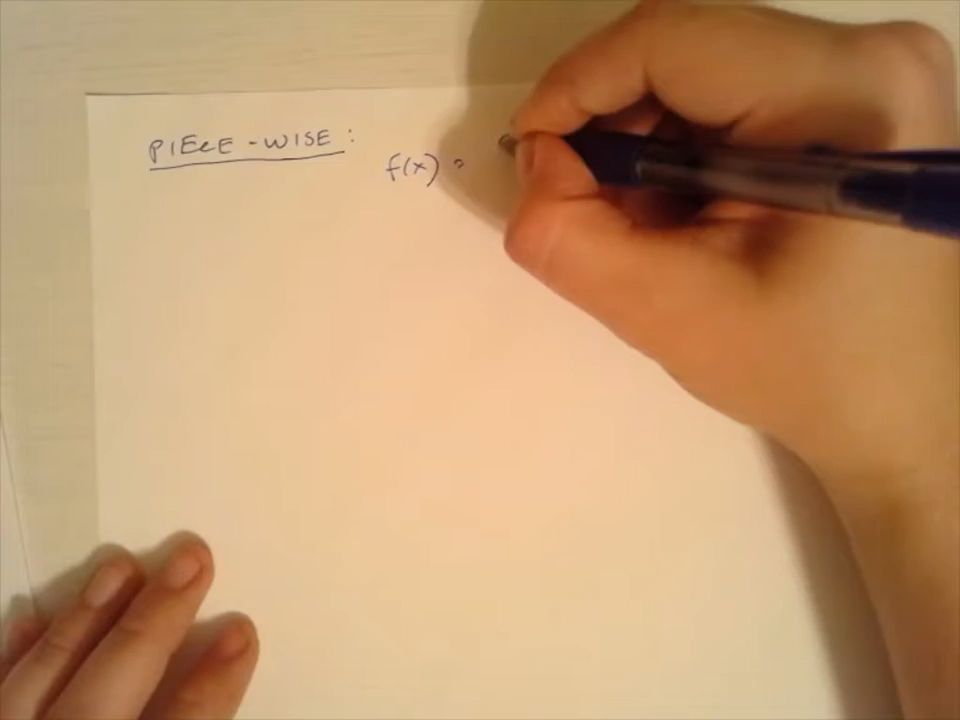 PIECE-WISE:
f(x) =